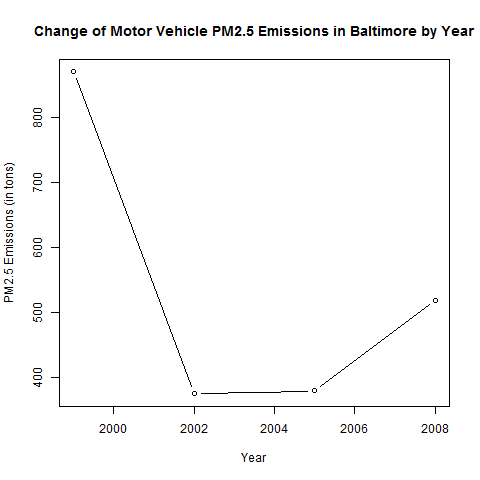 Change of Motor Vehicle PM2.5 Emissions in Baltimore by Year
PM2.5 Emissions (in tons)
800
700
600
500
400
2000 2002 2004 2006 2008
Year